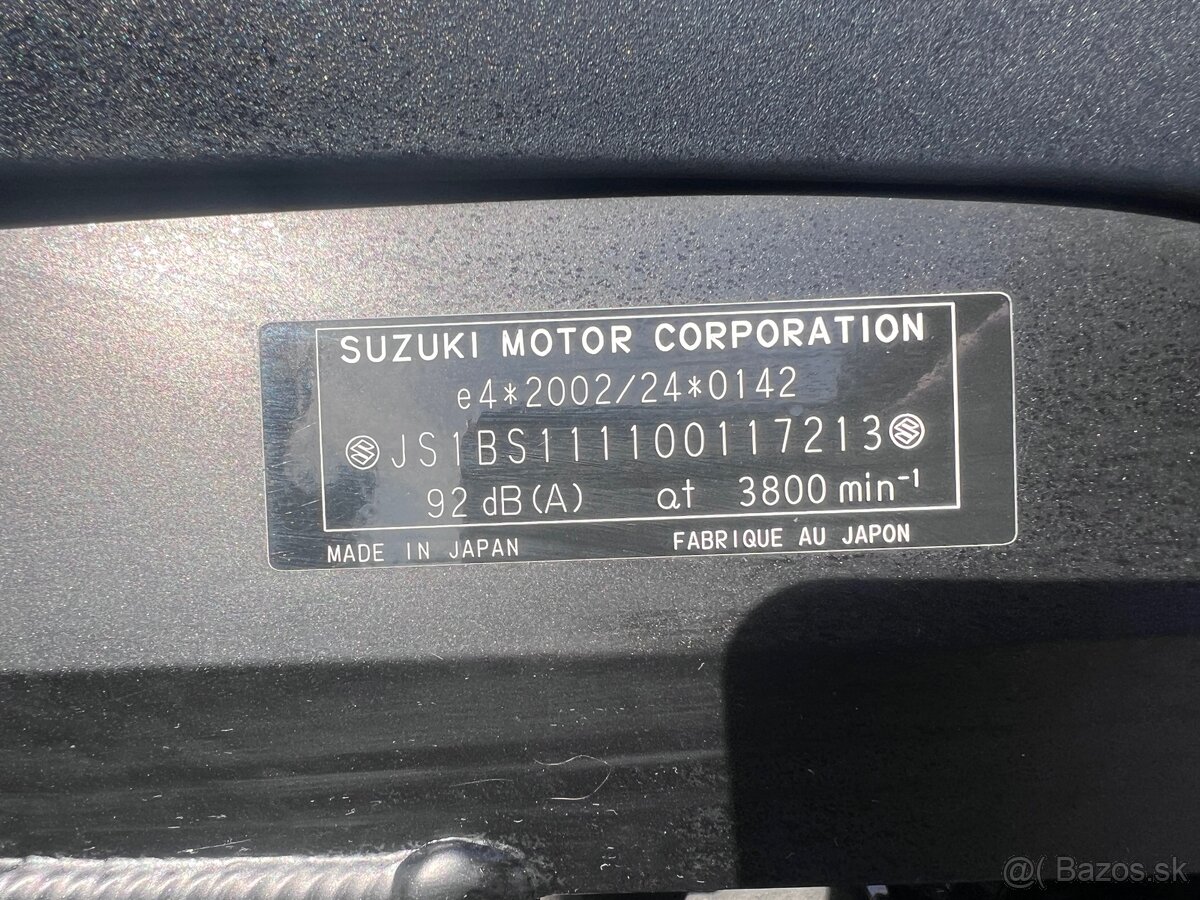 SUZUKI MOTOR CORPORATION
e4*2002/24*0142
JS1BS111100117213
92 dB(A) at 3800 min⁻¹
MADE IN JAPAN FABRIQUE AU JAPON
@( Bazos.sk